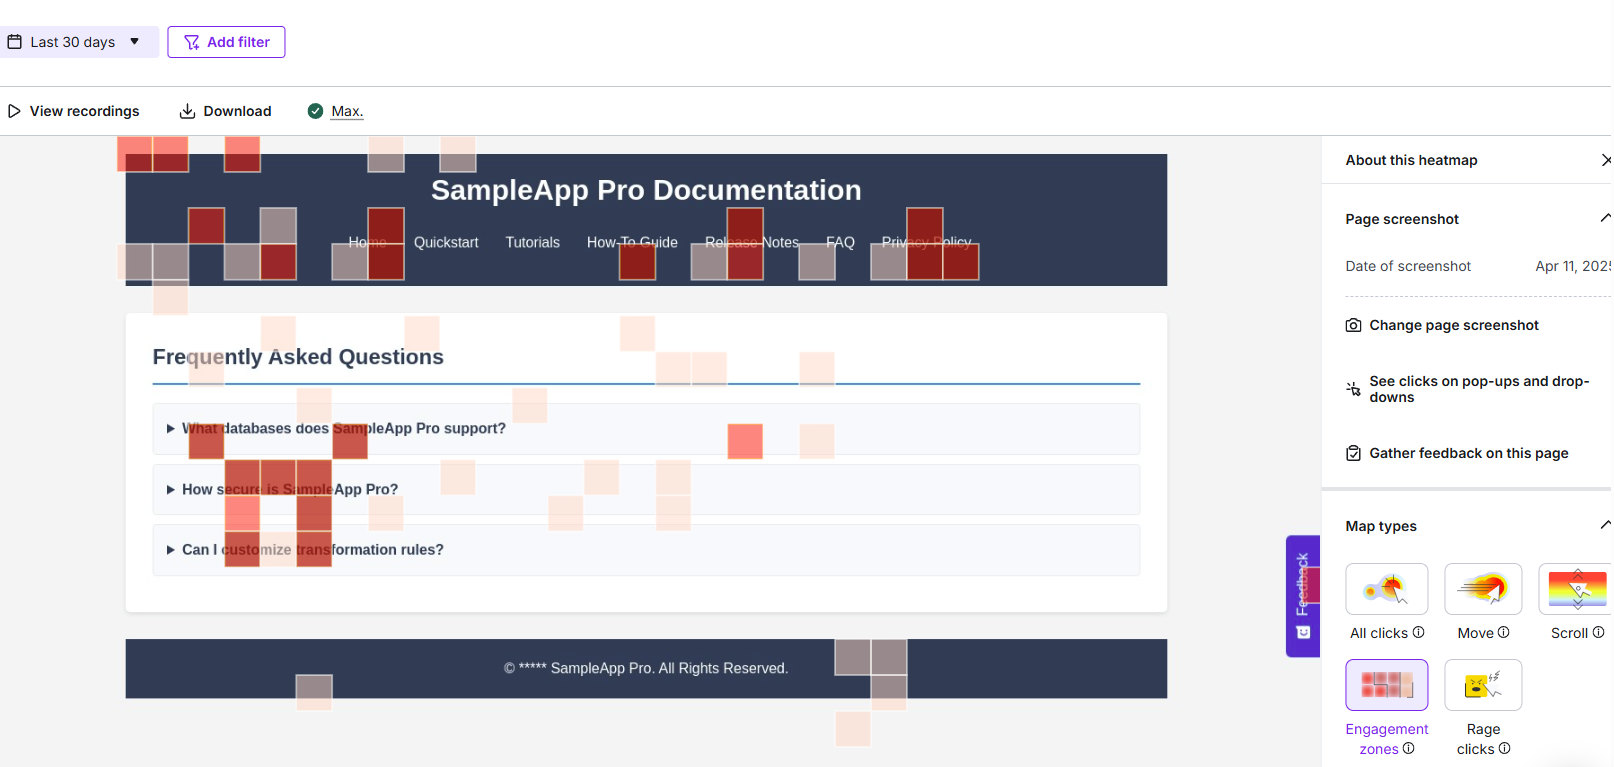 Last 30 days
Add filter
View recordings
Download
Max.
SampleApp Pro Documentation
Home Quickstart Tutorials How-To Guide Release Notes FAQ Privacy Policy
Frequently Asked Questions
What databases does SampleApp Pro support?
How secure is SampleApp Pro?
Can I customize transformation rules?
© ***** SampleApp Pro. All Rights Reserved.
Feedback
About this heatmap
Page screenshot
Date of screenshot Apr 11, 2025
Change page screenshot
See clicks on pop-ups and drop-
downs
Gather feedback on this page
Map types
All clicks
Move
Scroll
Engagement
zones
Rage
clicks